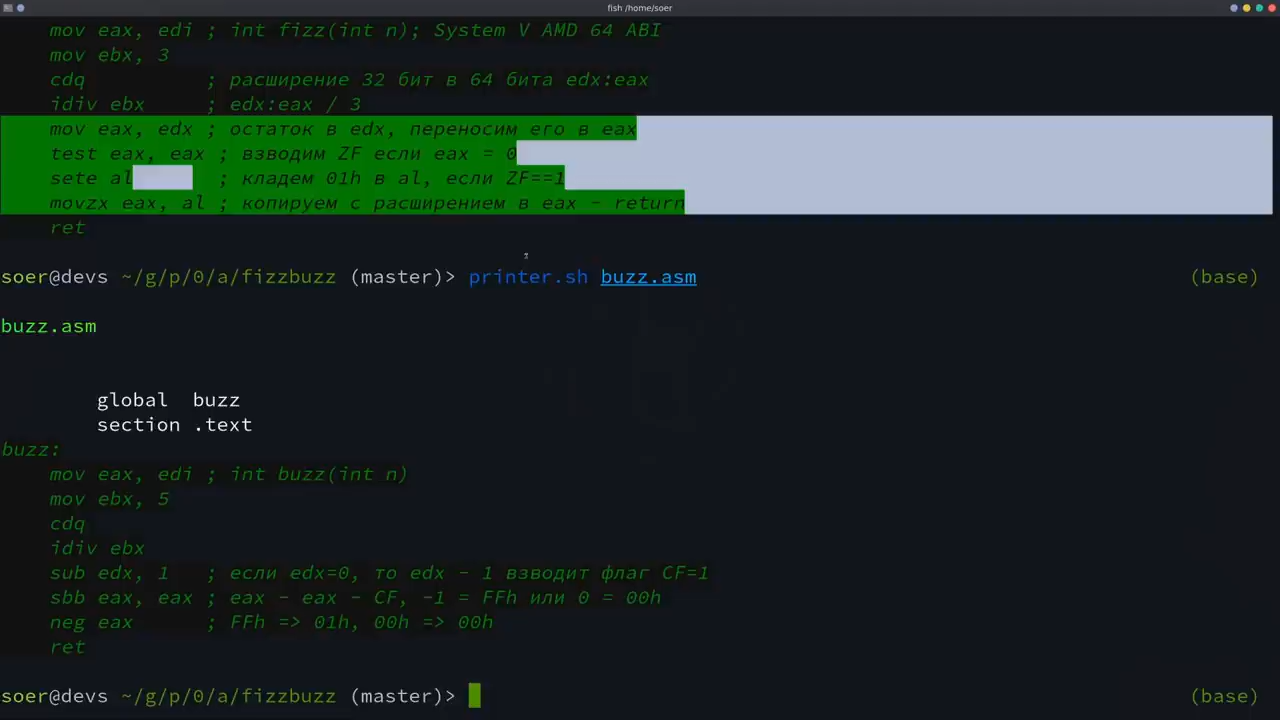 fish /home/soer
mov eax, edi ; int fizz(int n); System V AMD 64 ABI
mov ebx, 3
cdq ; расширение 32 бит в 64 бита edx:eax
idiv ebx ; edx:eax / 3
mov eax, edx ; остаток в edx, переносим его в eax
test eax, eax ; взводим ZF если eax = 0
sete al ; кладем 01h в al, если ZF==1
movzx eax, al ; копируем с расширением в eax - return
ret
soer@devs ~/g/p/0/a/fizzbuzz (master)> printer.sh buzz.asm (base)
buzz.asm
global buzz
section .text
buzz:
mov eax, edi ; int buzz(int n)
mov ebx, 5
cdq
idiv ebx
sub edx, 1 ; если edx=0, то edx - 1 взводит флаг CF=1
sbb eax, eax ; eax - eax - CF, -1 = FFh или 0 = 00h
neg eax ; FFh => 01h, 00h => 00h
ret
soer@devs ~/g/p/0/a/fizzbuzz (master)> (base)